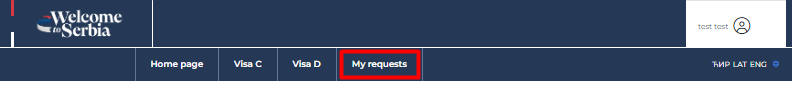 Welcome
to Serbia
test test
Home page
Visa C
Visa D
My requests
ЋИР LAT ENG